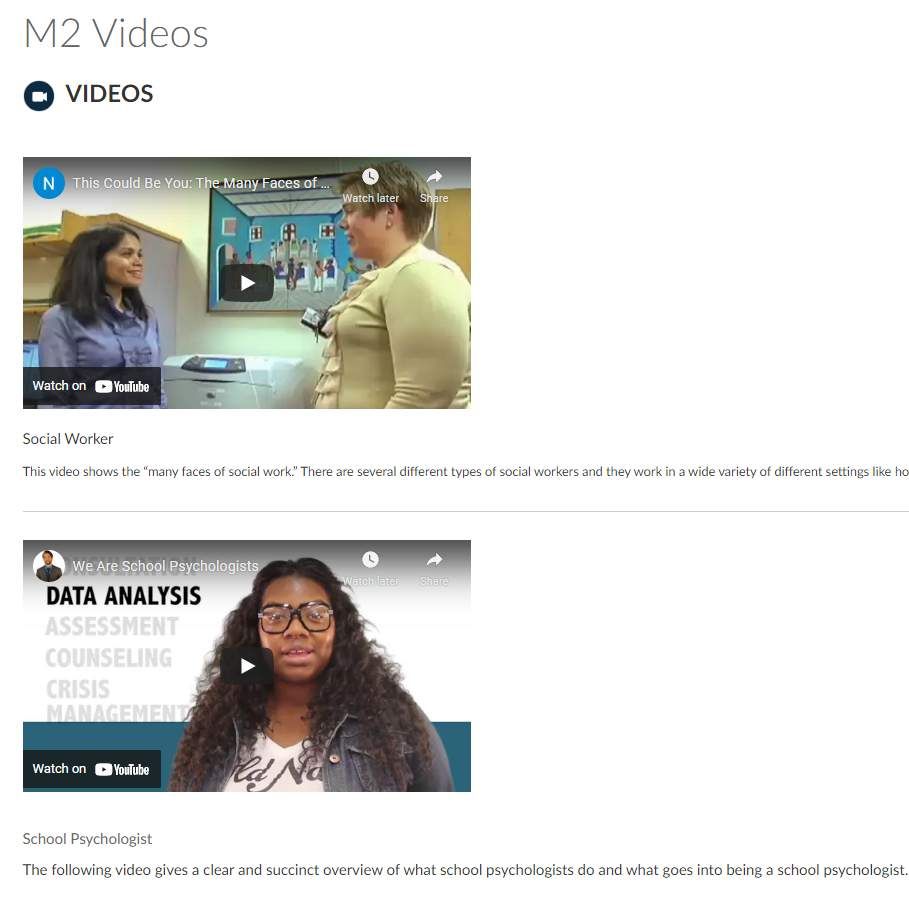 M2 Videos
VIDEOS
N
This Could Be You: The Many Faces of ...
Watch later
Share
Watch on YouTube
Social Worker
This video shows the “many faces of social work.” There are several different types of social workers and they work in a wide variety of different settings like ho
CONSULTATION
We Are School Psychologists
Watch later
Share
DATA ANALYSIS
ASSESSMENT
COUNSELING
CRISIS
MANAGEMENT
Watch on YouTube
School Psychologist
The following video gives a clear and succinct overview of what school psychologists do and what goes into being a school psychologist.